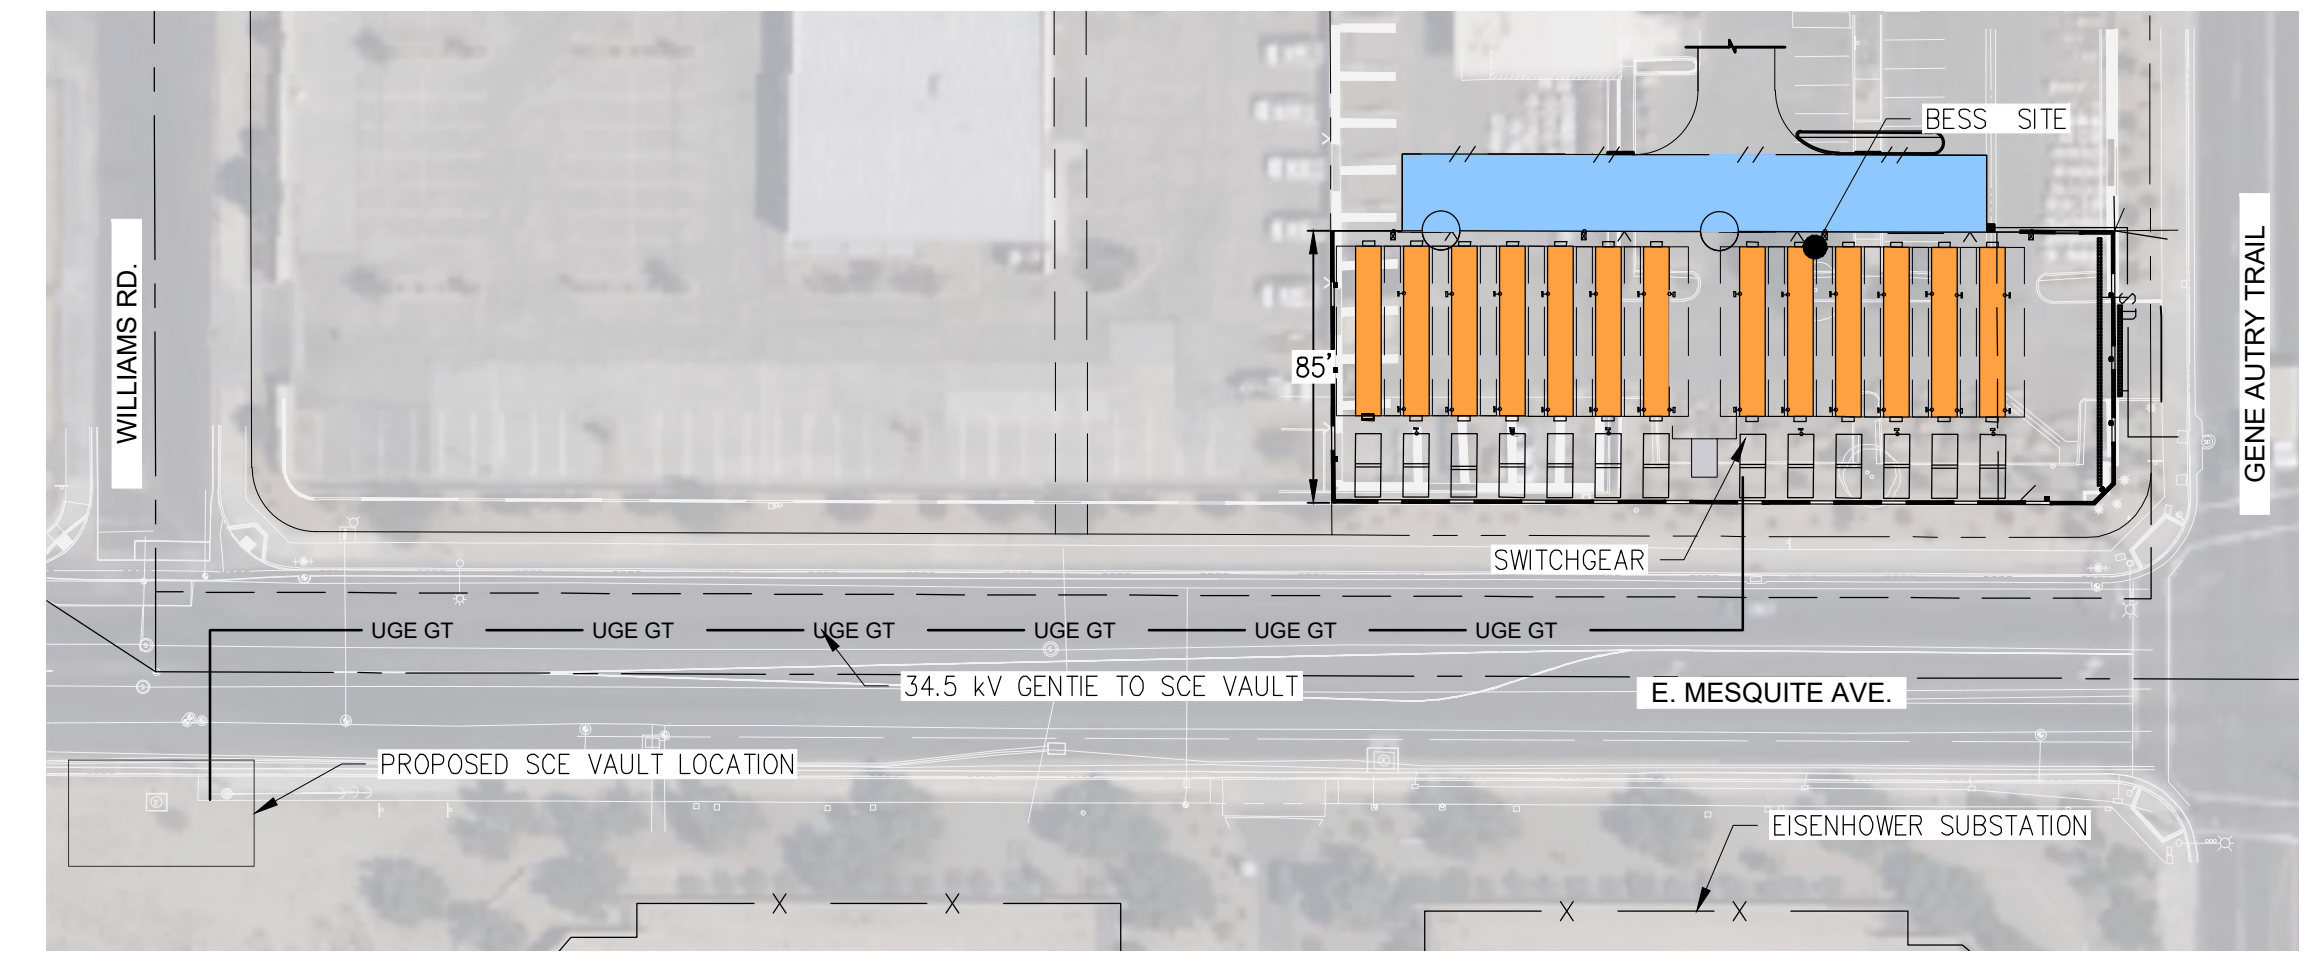 BESS SITE
WILLIAMS RD.
GENE AUTRY TRAIL
85'
SWITCHGEAR
UGE GT UGE GT UGE GT UGE GT UGE GT UGE GT
34.5 kV GENTIE TO SCE VAULT
E. MESQUITE AVE.
PROPOSED SCE VAULT LOCATION
EISENHOWER SUBSTATION
X X X X